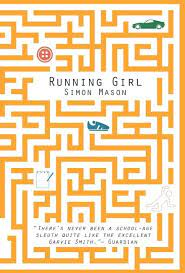 RUNNING GIRL
SIMON MASON
"THERE'S NEVER BEEN A SCHOOL-AGE
SLEUTH QUITE LIKE THE EXCELLENT
GARVIE SMITH."— GUARDIAN